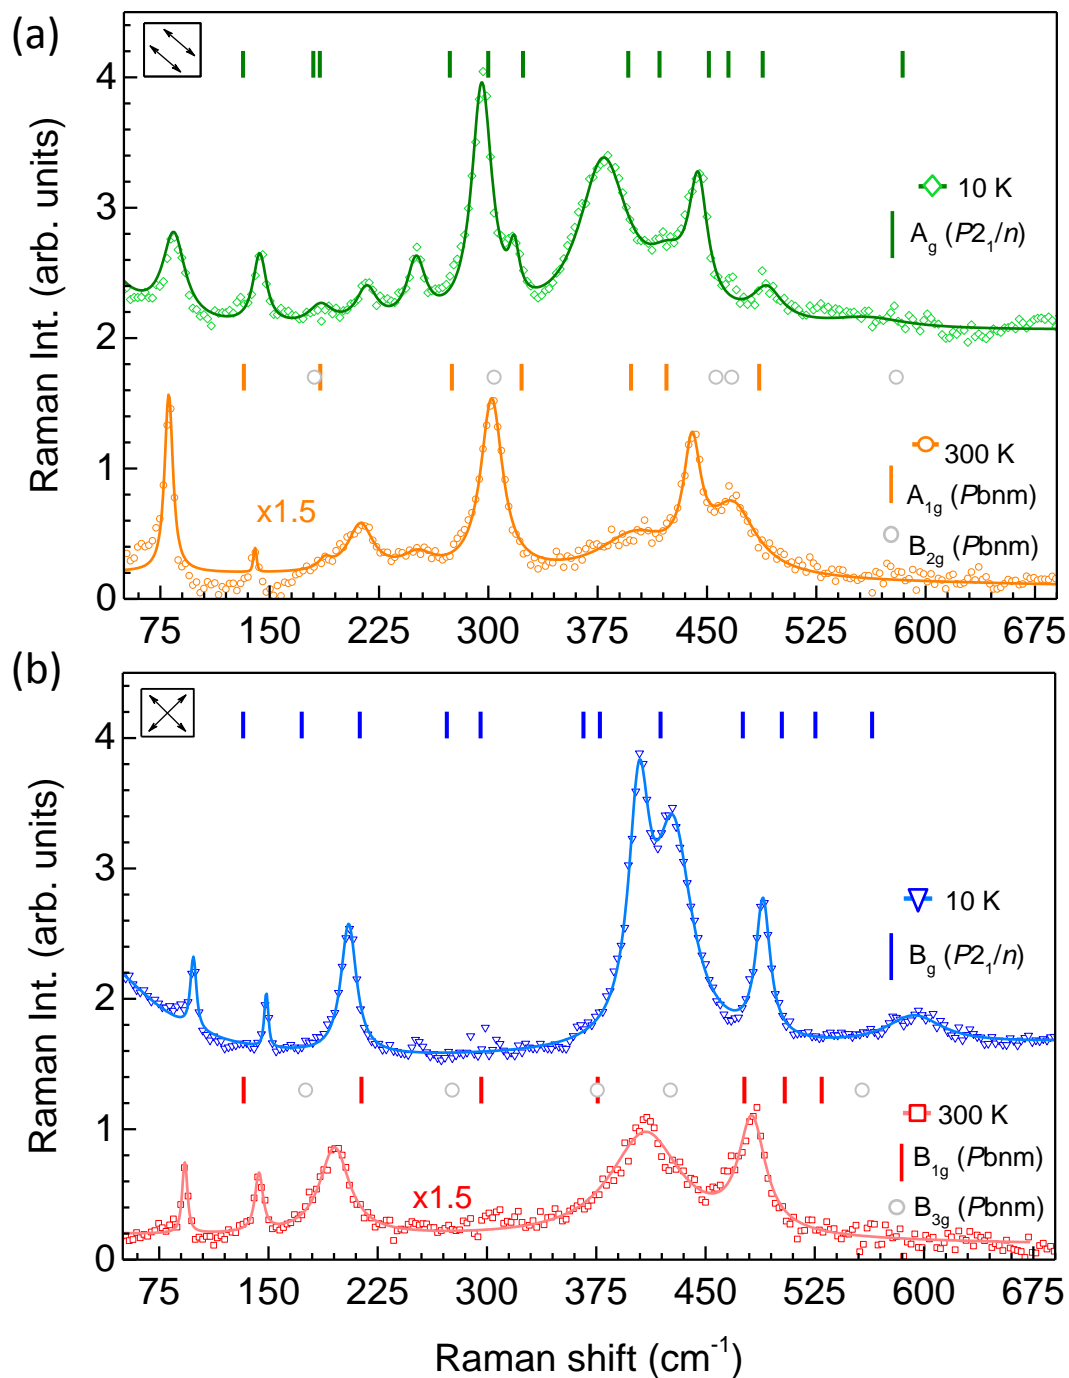 (a)
Raman Int. (arb. units)
4
3
2
1
0
10 K
A_g (P2_1/n)
300 K
A_1g (Pbnm)
B_2g (Pbnm)
x1.5
75 150 225 300 375 450 525 600 675
(b)
Raman Int. (arb. units)
4
3
2
1
0
10 K
B_g (P2_1/n)
300 K
B_1g (Pbnm)
B_3g (Pbnm)
x1.5
75 150 225 300 375 450 525 600 675
Raman shift (cm^-1)